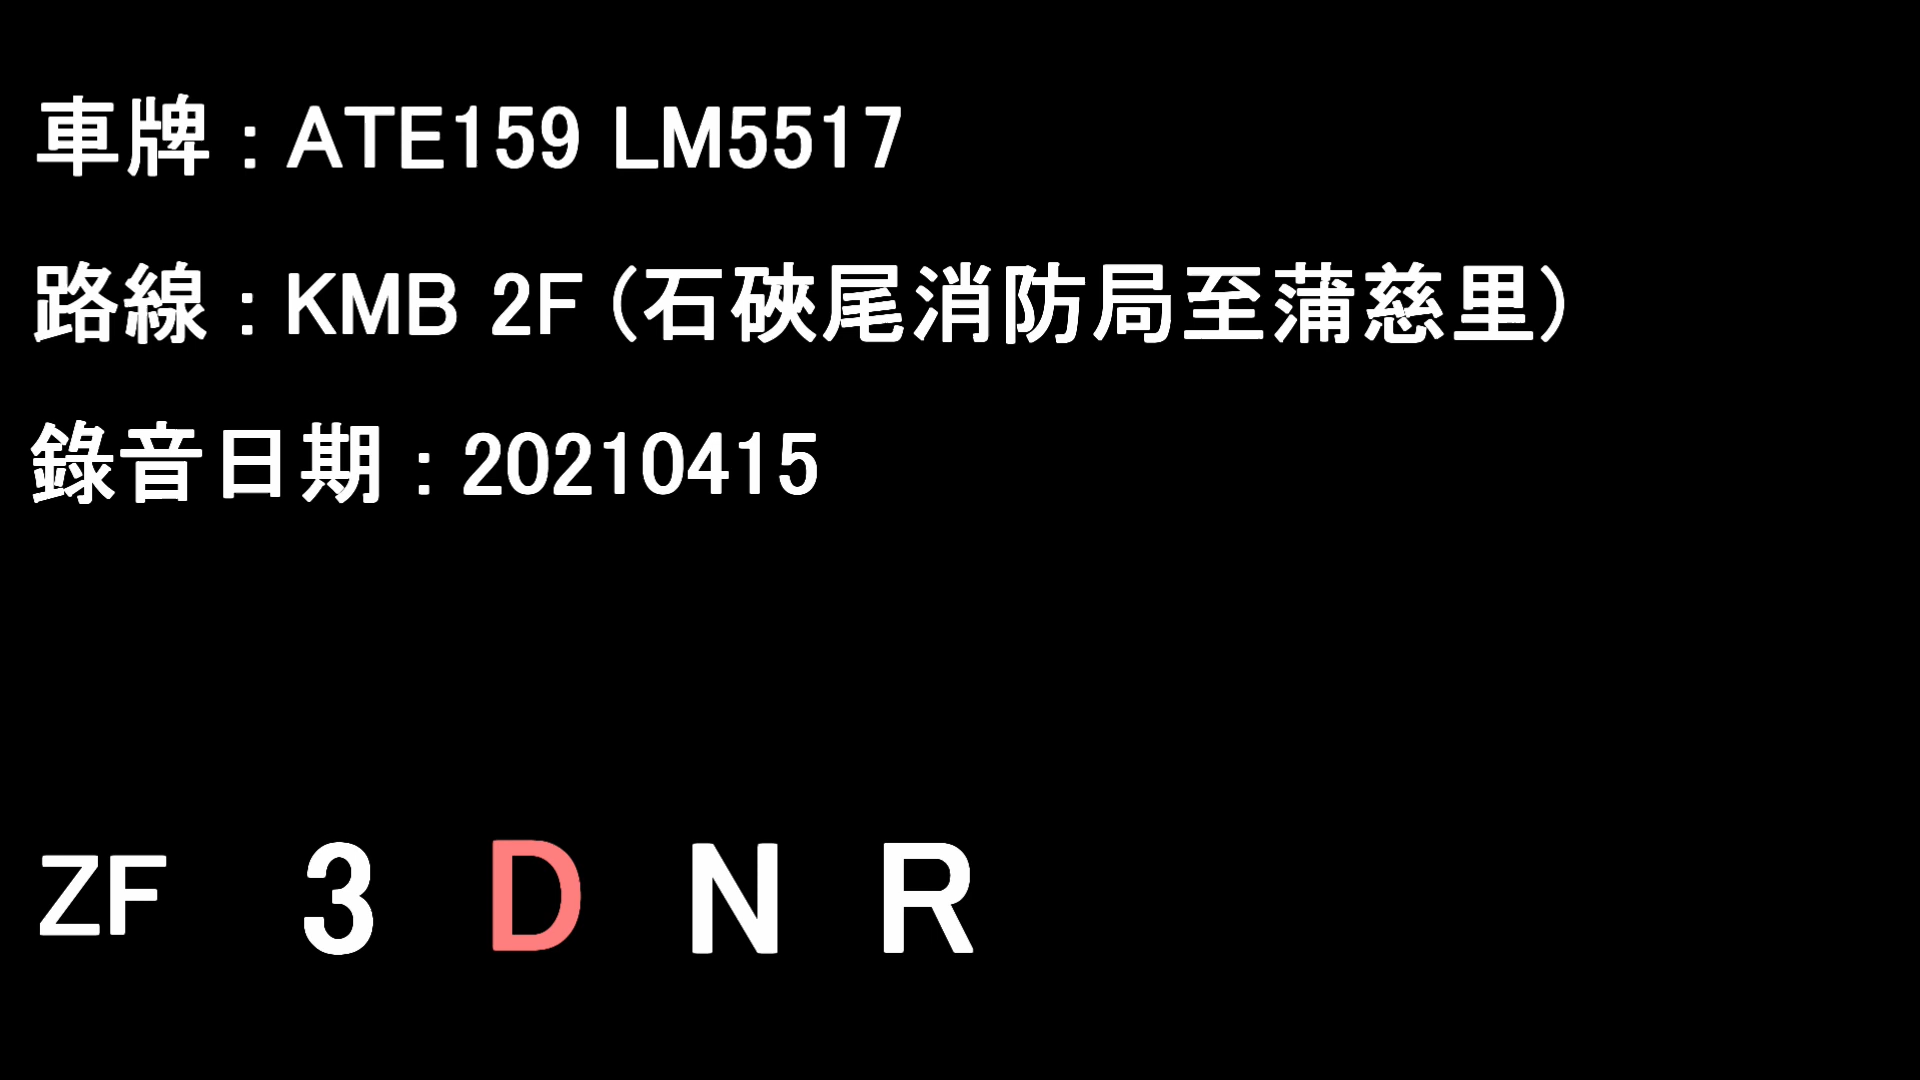 車牌 : ATE159 LM5517
路線 : KMB 2F (石硤尾消防局至蒲慈里)
錄音日期 : 20210415
ZF 3 D N R